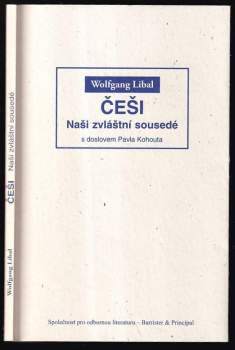 Wolfgang Libal
ČEŠI
Naši zvláštní sousedé
s doslovem Pavla Kohouta
Společnost pro odbornou literaturu – Barrister & Principal
Wolfgang Libal ČEŠI Naši zvláštní sousedé